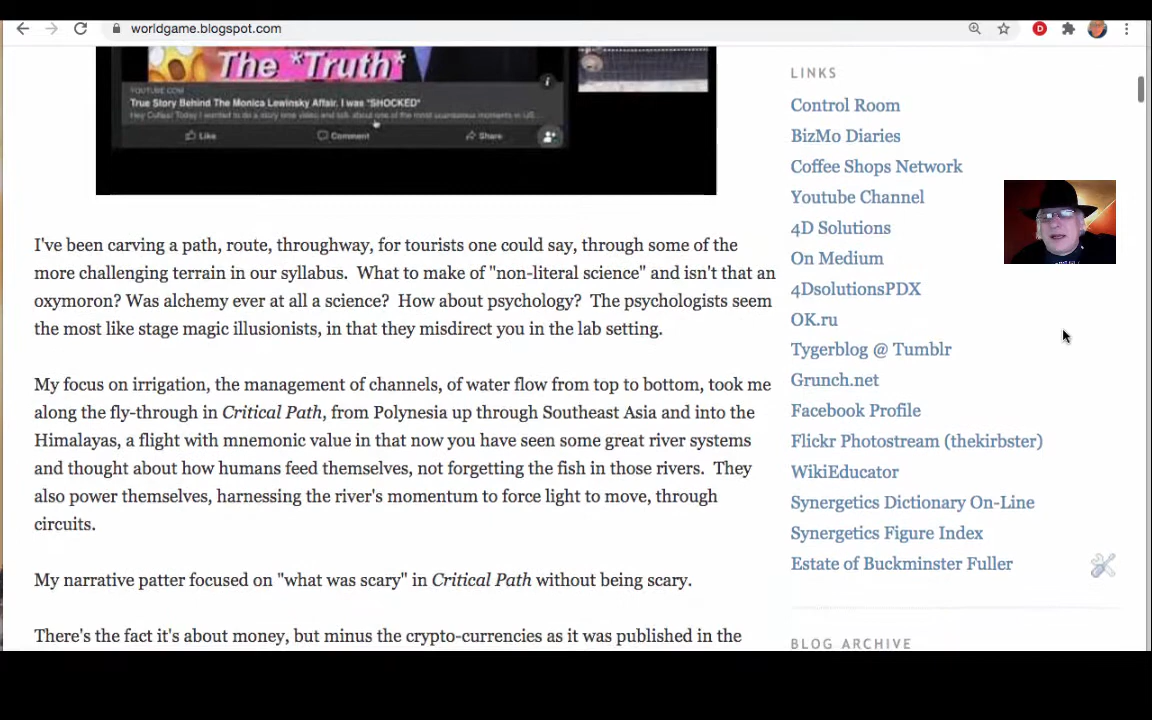 worldgame.blogspot.com
The *Truth*
YOUTUBE.COM
True Story Behind The Monica Lewinsky Affair. I was *SHOCKED*
Like Comment Share
I've been carving a path, route, throughway, for tourists one could say, through some of the
more challenging terrain in our syllabus. What to make of "non-literal science" and isn't that an
oxymoron? Was alchemy ever at all a science? How about psychology? The psychologists seem
the most like stage magic illusionists, in that they misdirect you in the lab setting.
My focus on irrigation, the management of channels, of water flow from top to bottom, took me
along the fly-through in Critical Path, from Polynesia up through Southeast Asia and into the
Himalayas, a flight with mnemonic value in that now you have seen some great river systems
and thought about how humans feed themselves, not forgetting the fish in those rivers. They
also power themselves, harnessing the river's momentum to force light to move, through
circuits.
My narrative patter focused on "what was scary" in Critical Path without being scary.
There's the fact it's about money, but minus the crypto-currencies as it was published in the
LINKS
Control Room
BizMo Diaries
Coffee Shops Network
Youtube Channel
4D Solutions
On Medium
4DsolutionsPDX
OK.ru
Tygerblog @ Tumblr
Grunch.net
Facebook Profile
Flickr Photostream (thekirbster)
WikiEducator
Synergetics Dictionary On-Line
Synergetics Figure Index
Estate of Buckminster Fuller
BLOG ARCHIVE